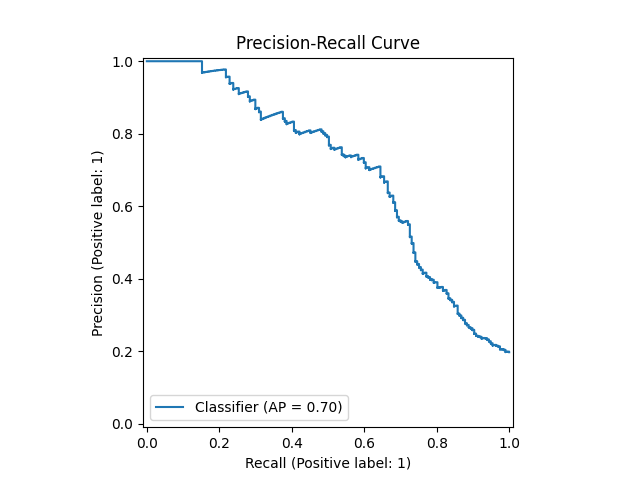 Precision-Recall Curve
1.0
0.8
0.6
0.4
0.2
0.0
Precision (Positive label: 1)
Classifier (AP = 0.70)
0.0 0.2 0.4 0.6 0.8 1.0
Recall (Positive label: 1)